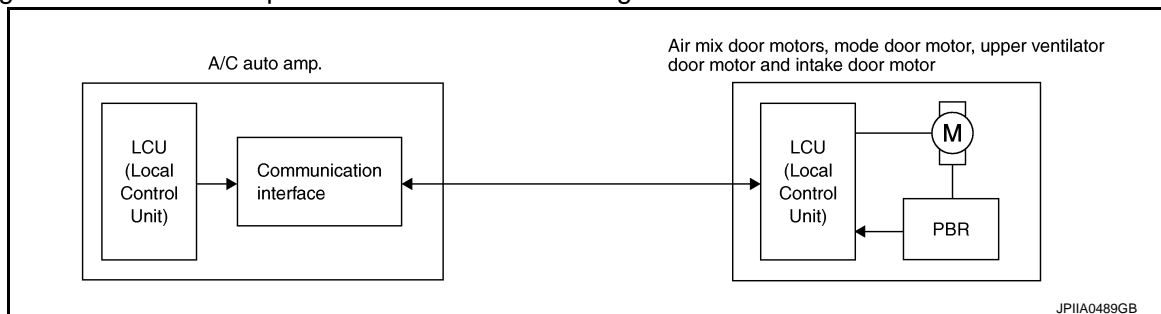 A/C auto amp.
LCU
(Local
Control
Unit)
Communication
interface
Air mix door motors, mode door motor, upper ventilator
door motor and intake door motor
LCU
(Local
Control
Unit)
M
PBR
JPIIA0489GB